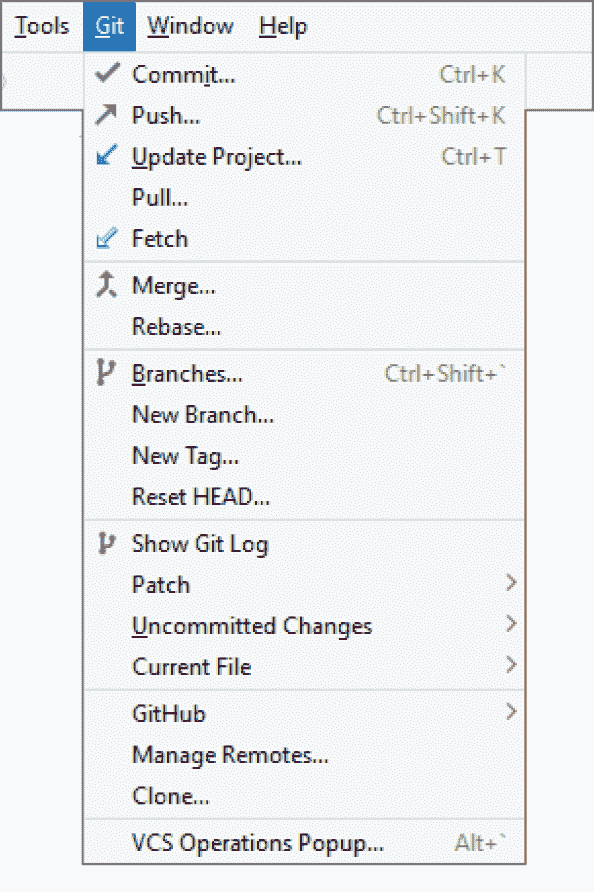 Tools Git Window Help
Commit... Ctrl+K
Push... Ctrl+Shift+K
Update Project... Ctrl+T
Pull...
Fetch
Merge...
Rebase...
Branches... Ctrl+Shift+`
New Branch...
New Tag...
Reset HEAD...
Show Git Log
Patch
Uncommitted Changes
Current File
GitHub
Manage Remotes...
Clone...
VCS Operations Popup... Alt+`